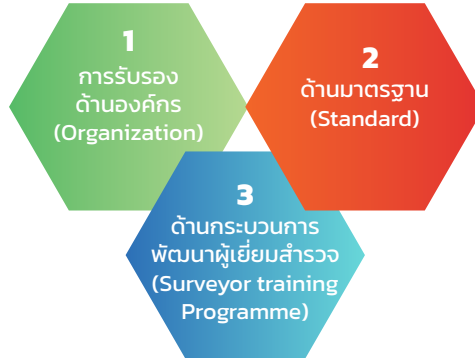 1
การรับรอง
ด้านองค์กร
(Organization)
2
ด้านมาตรฐาน
(Standard)
3
ด้านกระบวนการ
พัฒนาผู้เยี่ยมสำรวจ
(Surveyor training
Programme)